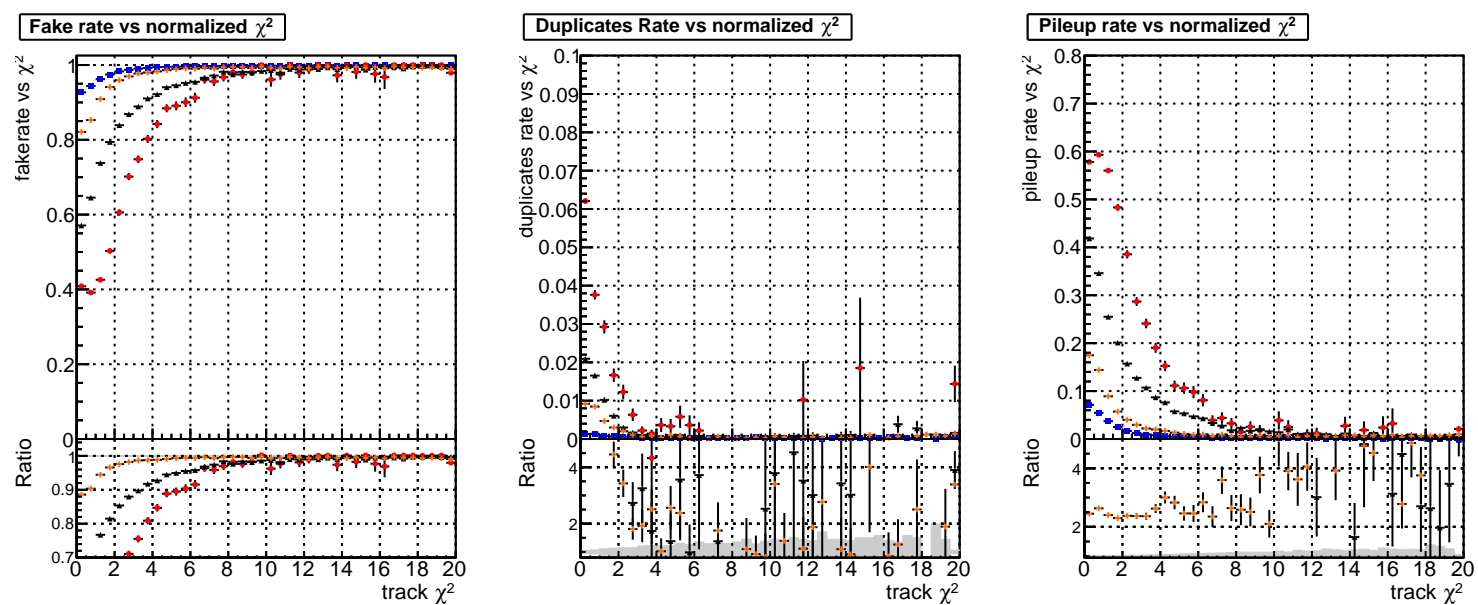 Fake rate vs normalized χ²
fakerate vs χ²
1
0.8
0.6
0.4
0.2
0
Ratio
1
0.9
0.8
0.7
0 2 4 6 8 10 12 14 16 18 20
track χ²
Duplicates Rate vs normalized χ²
duplicates rate vs χ²
0.1
0.09
0.08
0.07
0.06
0.05
0.04
0.03
0.02
0.01
0
Ratio
4
2
0 2 4 6 8 10 12 14 16 18 20
track χ²
Pileup rate vs normalized χ²
pileup rate vs χ²
0.8
0.7
0.6
0.5
0.4
0.3
0.2
0.1
0
Ratio
4
2
0 2 4 6 8 10 12 14 16 18 20
track χ²